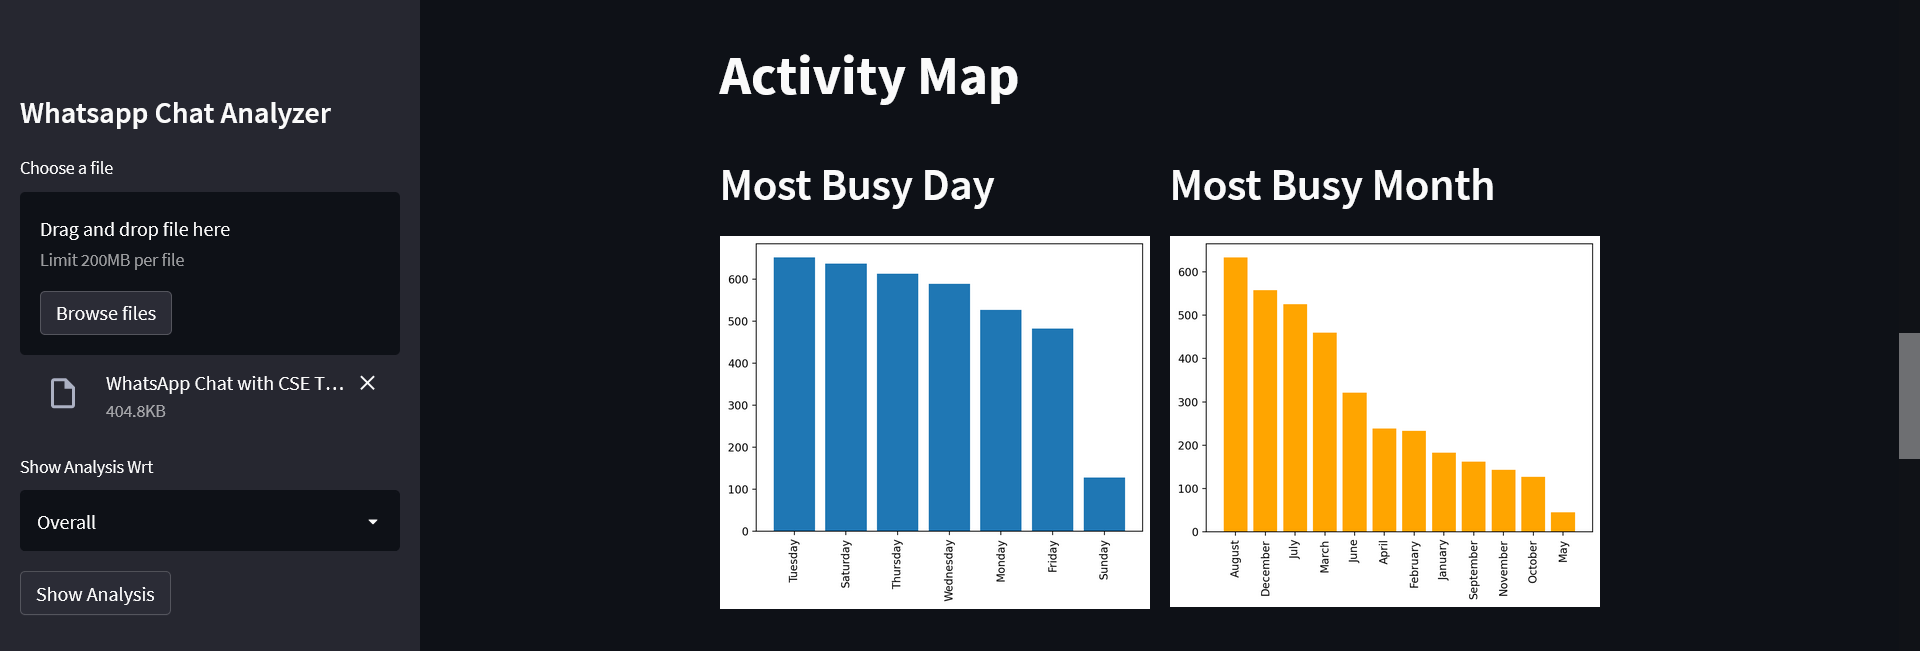 Whatsapp Chat Analyzer
Choose a file
Drag and drop file here
Limit 200MB per file
Browse files
WhatsApp Chat with CSE T...
404.8KB
Show Analysis Wrt
Overall
Show Analysis
Activity Map
Most Busy Day
600
500
400
300
200
100
0
Tuesday
Saturday
Thursday
Wednesday
Monday
Friday
Sunday
Most Busy Month
600
500
400
300
200
100
0
August
December
July
March
June
April
February
January
September
November
October
May